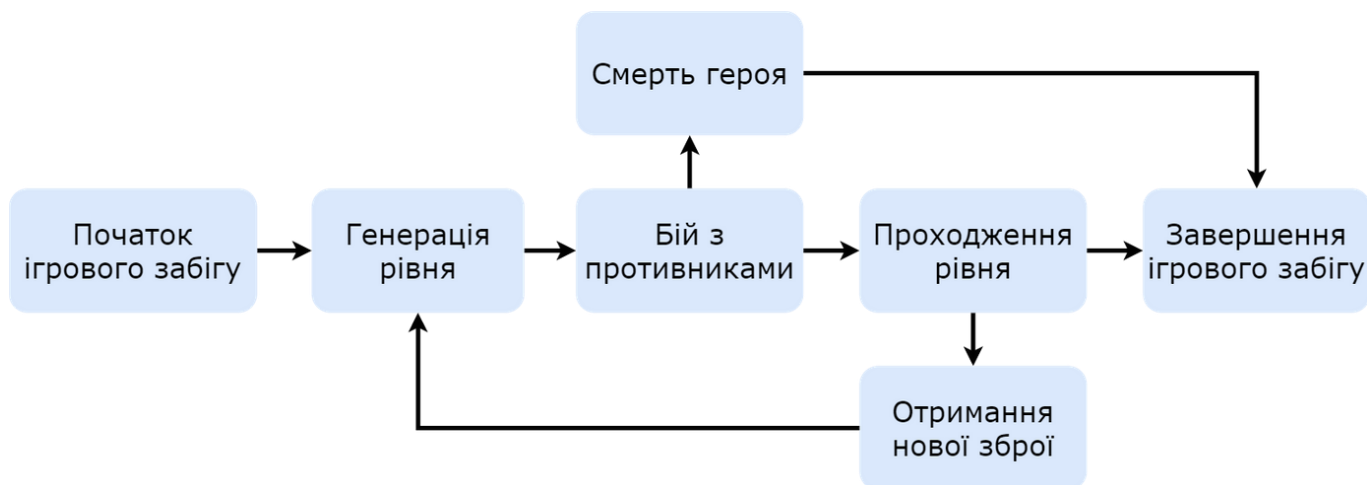 Смерть героя
Початок
ігрового забігу
Генерація
рівня
Бій з
противниками
Проходження
рівня
Завершення
ігрового забігу
Отримання
нової зброї